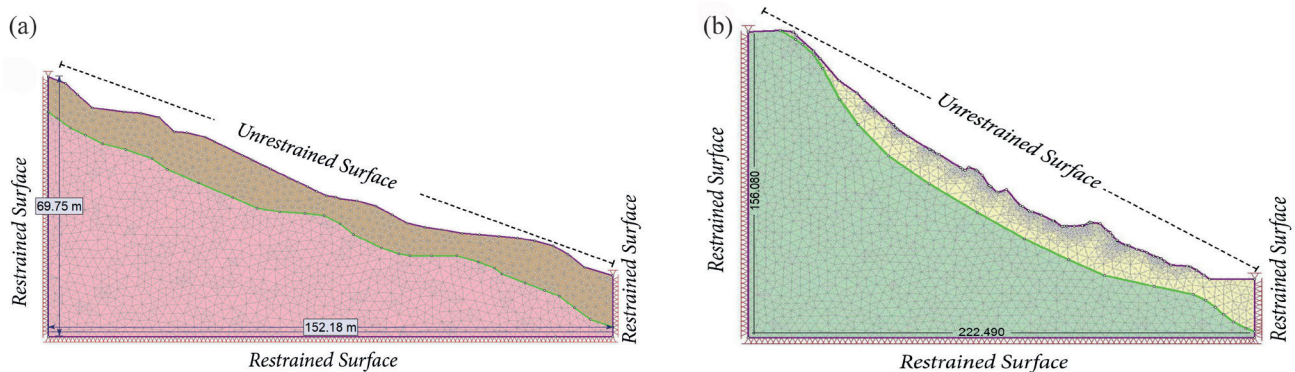 (a)
Unrestrained Surface
Restrained Surface
69.75 m
152.18 m
Restrained Surface
Restrained Surface
(b)
Unrestrained Surface
Restrained Surface
156.080
222.490
Restrained Surface
Restrained Surface